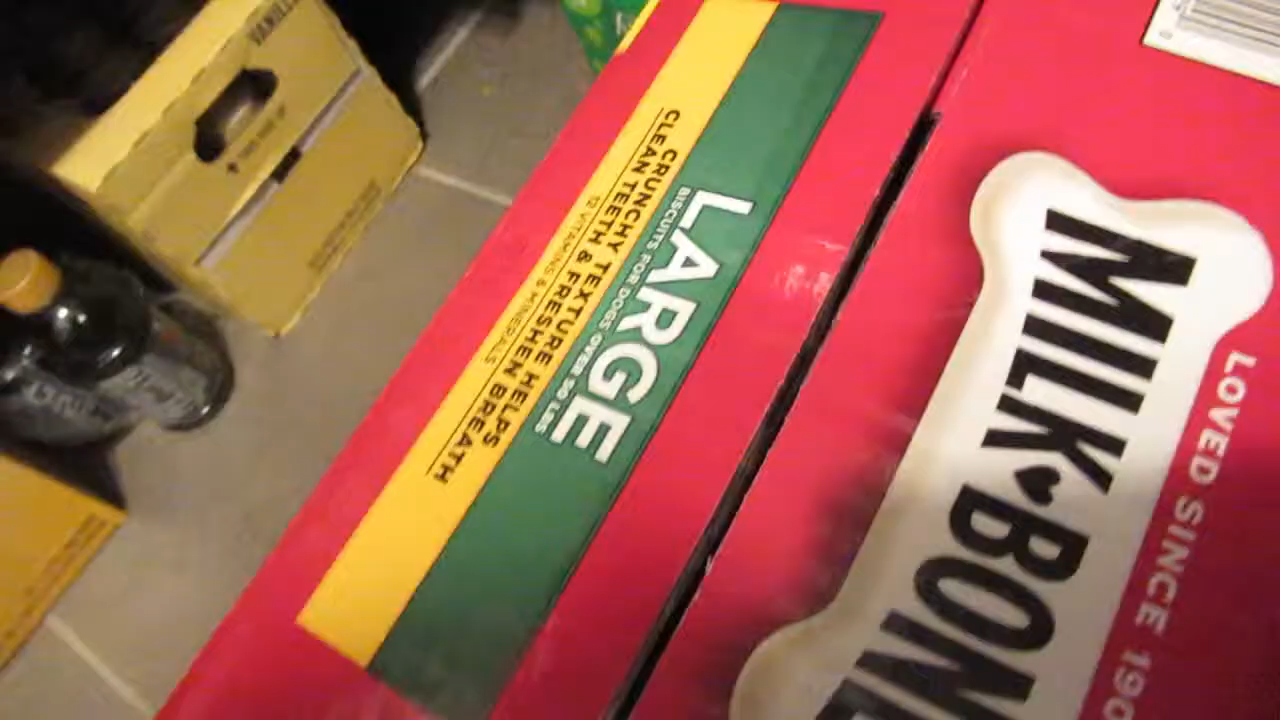 MILK BONE
LOVED SINCE 190
LARGE
BISCUITS FOR DOGS OVER 50 LBS
CRUNCHY TEXTURE HELPS
CLEAN TEETH & FRESHEN BREATH
12 VITAMINS & MINERALS
VANILL